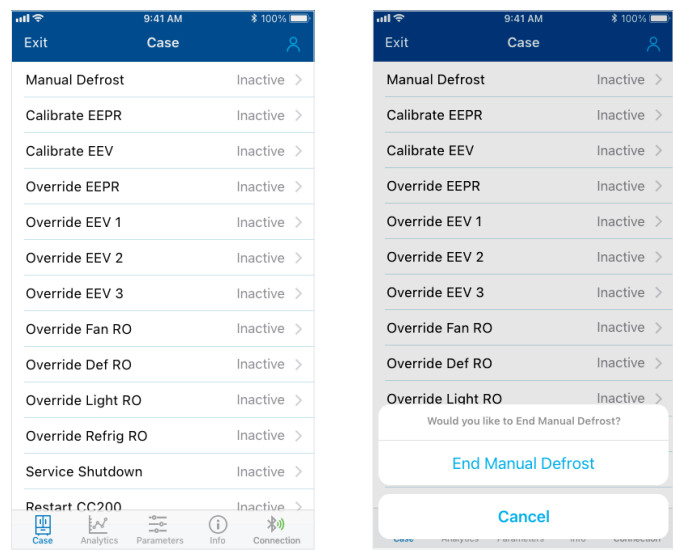 9:41 AM
100%
Exit
Case
Manual Defrost Inactive
Calibrate EEPR Inactive
Calibrate EEV Inactive
Override EEPR Inactive
Override EEV 1 Inactive
Override EEV 2 Inactive
Override EEV 3 Inactive
Override Fan RO Inactive
Override Def RO Inactive
Override Light RO Inactive
Override Refrig RO Inactive
Service Shutdown Inactive
Restart CC200 Inactive
Case Analytics Parameters Info Connection
9:41 AM
100%
Exit
Case
Manual Defrost Inactive
Calibrate EEPR Inactive
Calibrate EEV Inactive
Override EEPR Inactive
Override EEV 1 Inactive
Override EEV 2 Inactive
Override EEV 3 Inactive
Override Fan RO Inactive
Override Def RO Inactive
Override Light RO Inactive
Would you like to End Manual Defrost?
End Manual Defrost
Cancel
Case Analytics Parameters Info Connection